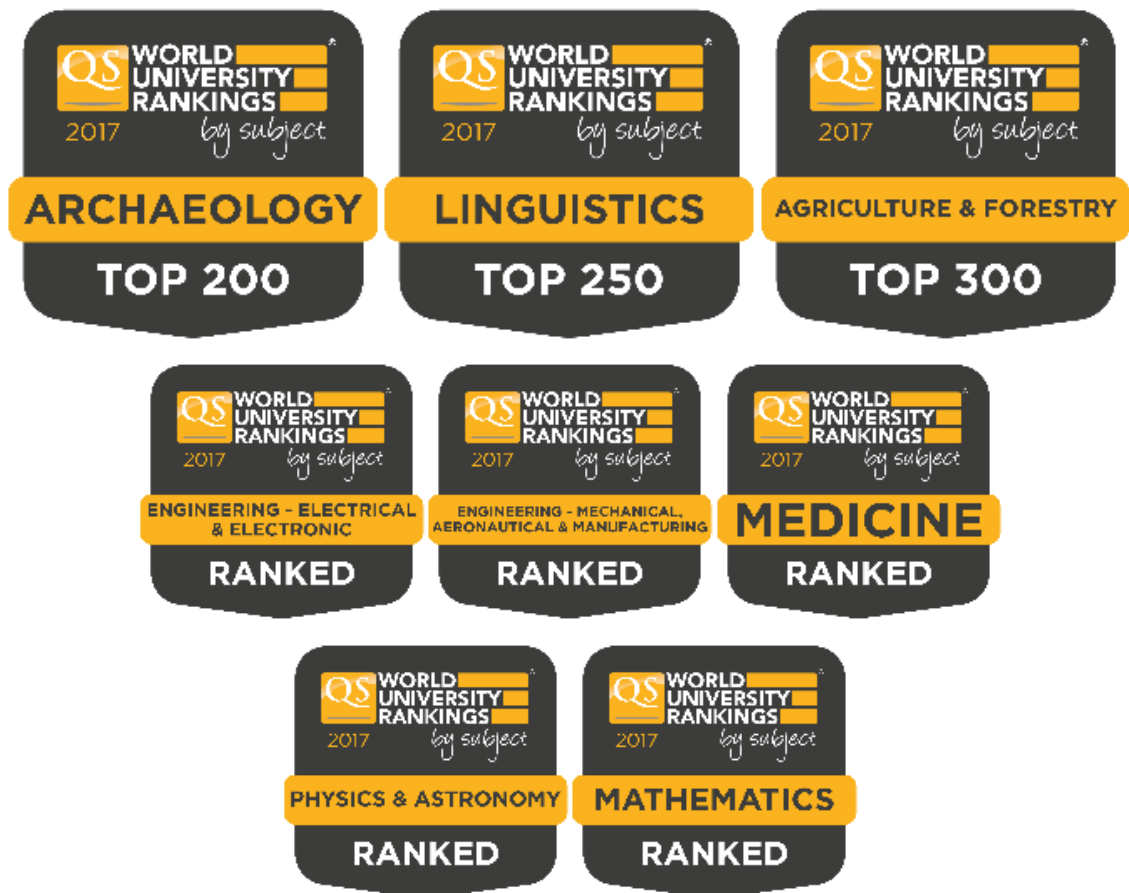 QS WORLD UNIVERSITY RANKINGS
2017 by subject
ARCHAEOLOGY
TOP 200
QS WORLD UNIVERSITY RANKINGS
2017 by subject
LINGUISTICS
TOP 250
QS WORLD UNIVERSITY RANKINGS
2017 by subject
AGRICULTURE & FORESTRY
TOP 300
QS WORLD UNIVERSITY RANKINGS
2017 by subject
ENGINEERING - ELECTRICAL
& ELECTRONIC
RANKED
QS WORLD UNIVERSITY RANKINGS
2017 by subject
ENGINEERING - MECHANICAL,
AERONAUTICAL & MANUFACTURING
RANKED
QS WORLD UNIVERSITY RANKINGS
2017 by subject
MEDICINE
RANKED
QS WORLD UNIVERSITY RANKINGS
2017 by subject
PHYSICS & ASTRONOMY
RANKED
QS WORLD UNIVERSITY RANKINGS
2017 by subject
MATHEMATICS
RANKED